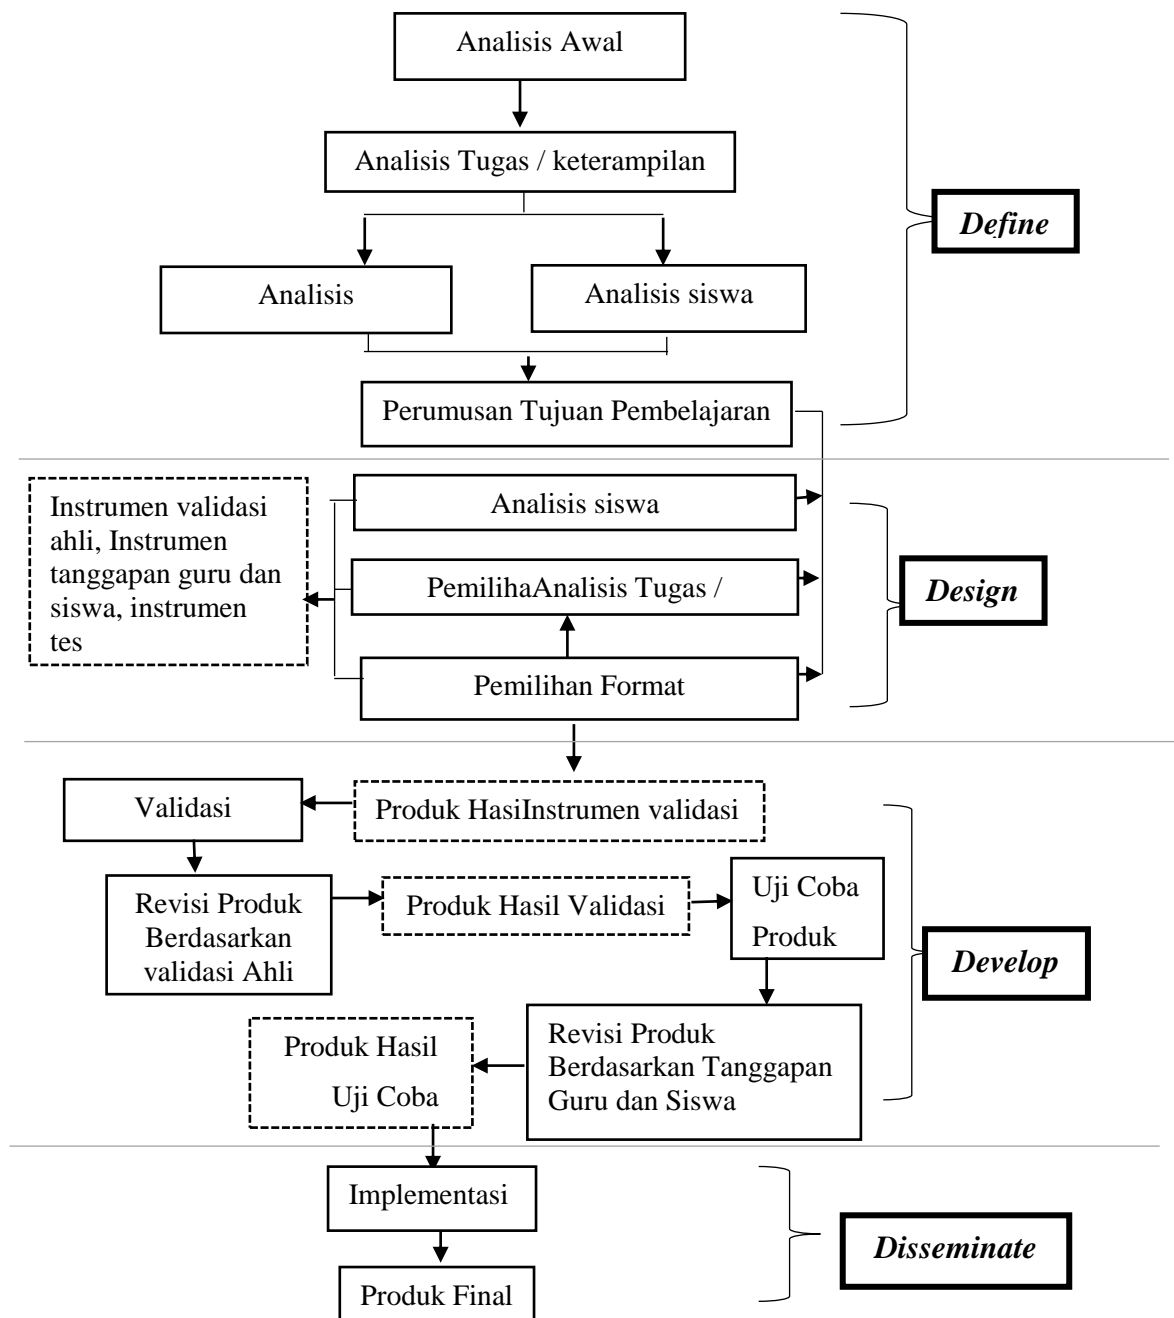 Analisis Awal
Analisis Tugas / keterampilan
Define
Analisis
Analisis siswa
Perumusan Tujuan Pembelajaran
Instrumen validasi
ahli, Instrumen
tanggapan guru dan
siswa, instrumen
tes
Analisis siswa
PemilihaAnalisis Tugas /
Pemilihan Format
Design
Validasi
Produk HasiInstrumen validasi
Revisi Produk
Berdasarkan
validasi Ahli
Produk Hasil Validasi
Uji Coba
Produk
Develop
Produk Hasil
Uji Coba
Revisi Produk
Berdasarkan Tanggapan
Guru dan Siswa
Implementasi
Disseminate
Produk Final